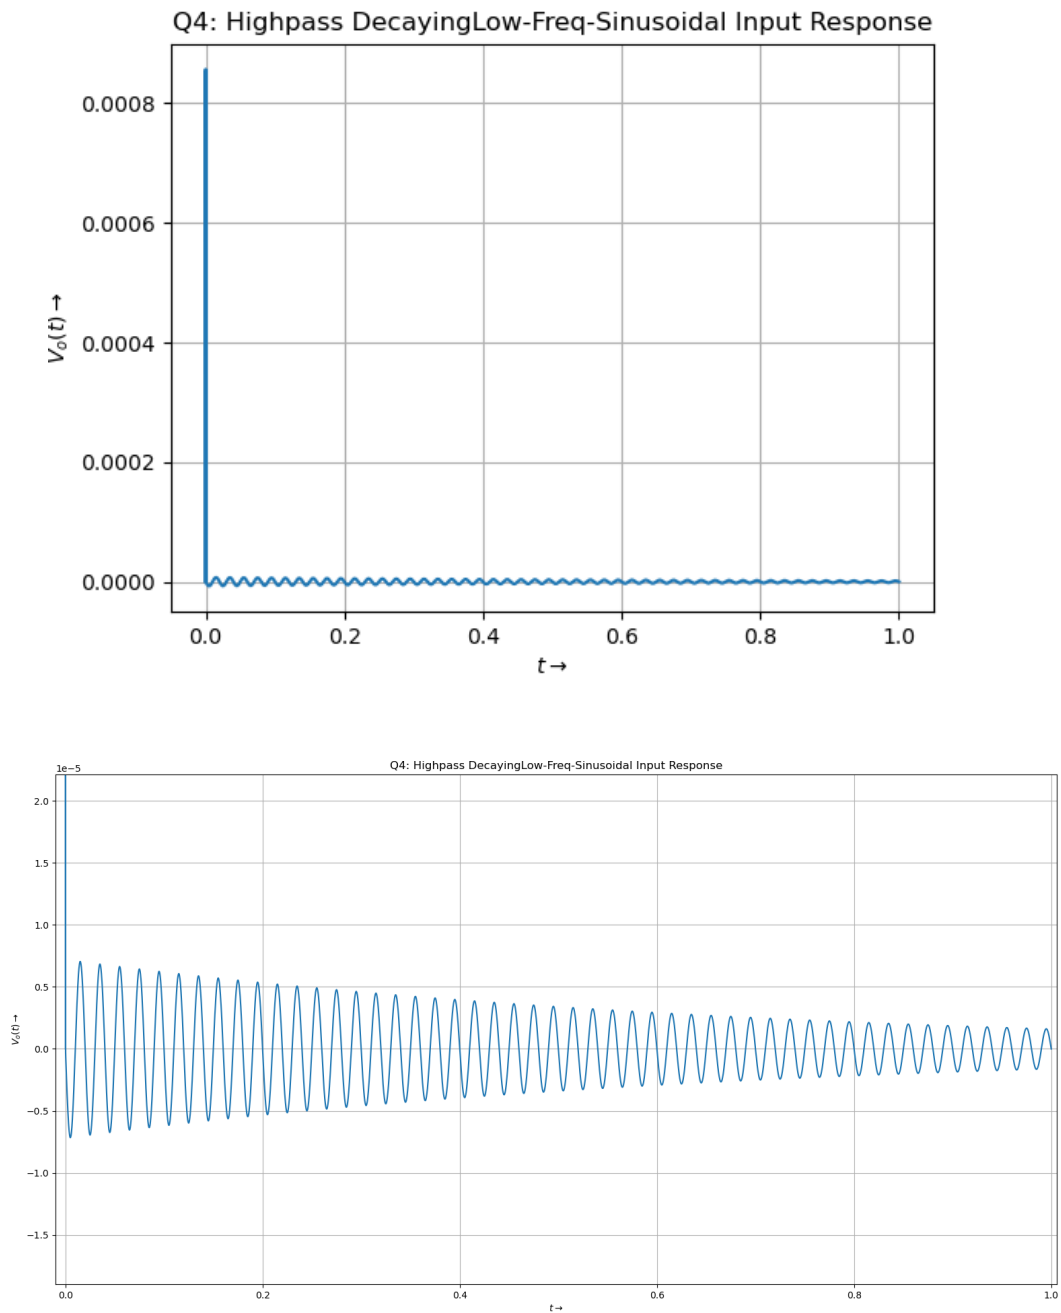 Q4: Highpass DecayingLow-Freq-Sinusoidal Input Response
0.0008
0.0006
0.0004
0.0002
0.0000
V₀(t)→
0.0 0.2 0.4 0.6 0.8 1.0
t→
Q4: Highpass DecayingLow-Freq-Sinusoidal Input Response
1e−5
2.0
1.5
1.0
0.5
0.0
−0.5
−1.0
−1.5
V₀(t)→
0.0 0.2 0.4 0.6 0.8 1.0
t→